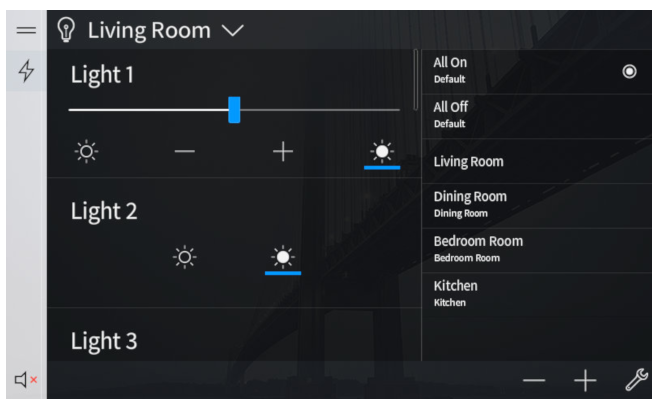 Living Room
Light 1
Light 2
Light 3
All On
Default
All Off
Default
Living Room
Dining Room
Dining Room
Bedroom Room
Bedroom Room
Kitchen
Kitchen